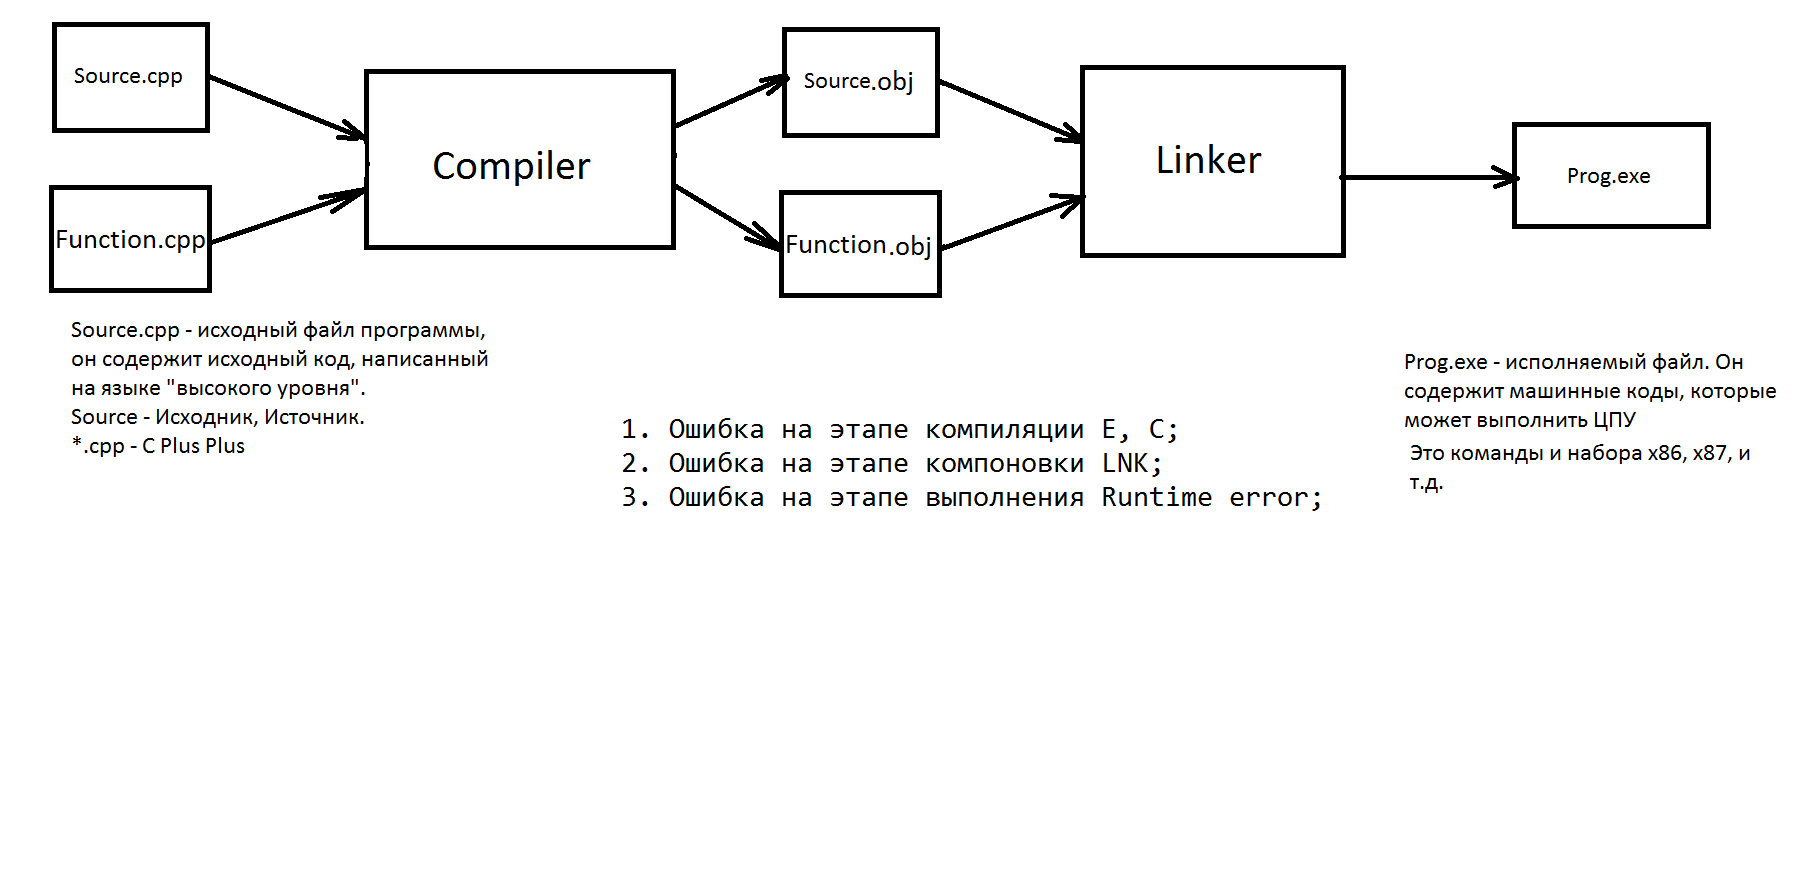 Source.cpp
Function.cpp
Compiler
Source.obj
Function.obj
Linker
Prog.exe
Source.cpp - исходный файл программы,
он содержит исходный код, написанный
на языке "высокого уровня".
Source - Исходник, Источник.
*.cpp - C Plus Plus
1. Ошибка на этапе компиляции E, C;
2. Ошибка на этапе компоновки LNK;
3. Ошибка на этапе выполнения Runtime error;
Prog.exe - исполняемый файл. Он
содержит машинные коды, которые
может выполнить ЦПУ
Это команды и набора x86, x87, и
т.д.